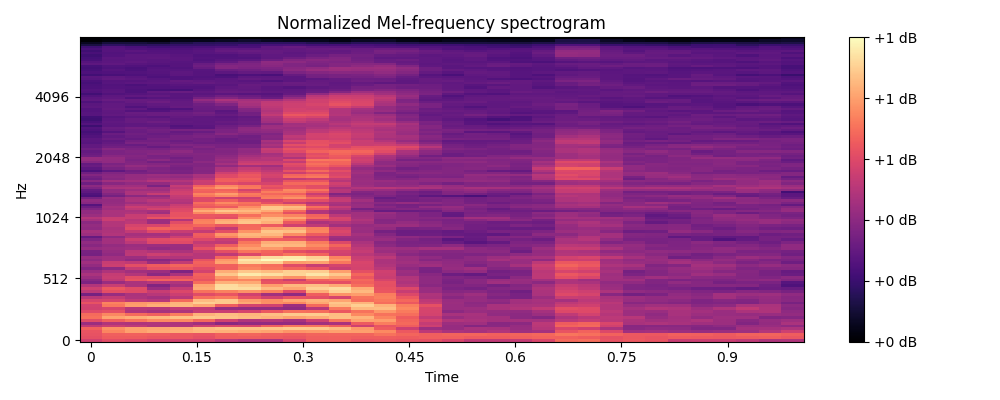 Normalized Mel-frequency spectrogram
+1 dB
4096
+1 dB
2048
+1 dB
Hz
1024
+0 dB
512
+0 dB
0
+0 dB
0 0.15 0.3 0.45 0.6 0.75 0.9
Time